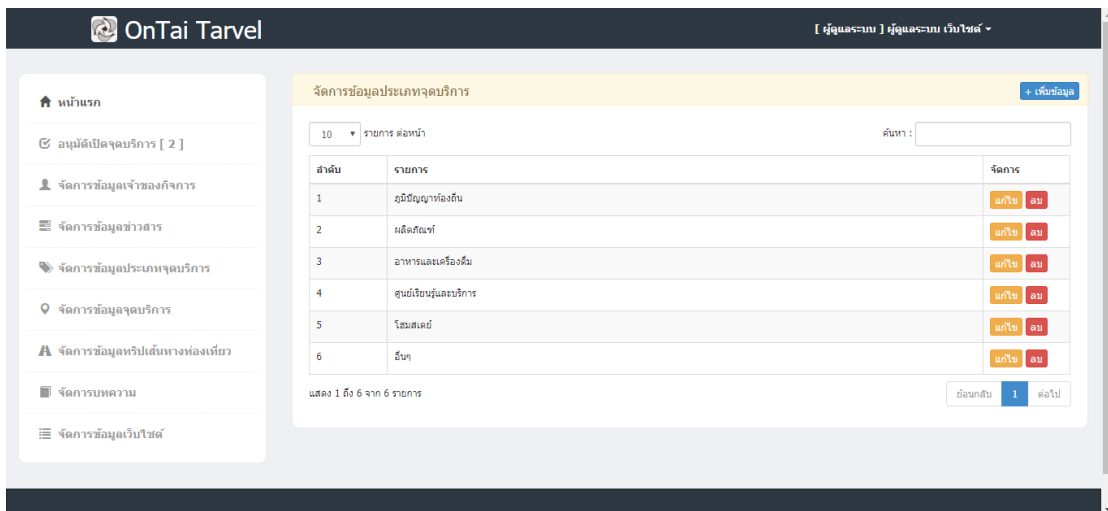 OnTai Tarvel
[ ผู้ดูแลระบบ ] ผู้ดูแลระบบ เว็บไซต์
หน้าแรก
อนุมัติเปิดจุดบริการ [ 2 ]
จัดการข้อมูลเจ้าของกิจการ
จัดการข้อมูลข่าวสาร
จัดการข้อมูลประเภทจุดบริการ
จัดการข้อมูลจุดบริการ
จัดการข้อมูลทริปเส้นทางท่องเที่ยว
จัดการบทความ
จัดการข้อมูลเว็บไซต์
จัดการข้อมูลประเภทจุดบริการ
+ เพิ่มข้อมูล
10 รายการ ต่อหน้า
ค้นหา :
ลำดับ รายการ จัดการ
1 ภูมิปัญญาท้องถิ่น แก้ไข ลบ
2 ผลิตภัณฑ์ แก้ไข ลบ
3 อาหารและเครื่องดื่ม แก้ไข ลบ
4 ศูนย์เรียนรู้และบริการ แก้ไข ลบ
5 โฮมสเตย์ แก้ไข ลบ
6 อื่นๆ แก้ไข ลบ
แสดง 1 ถึง 6 จาก 6 รายการ
ย้อนกลับ 1 ต่อไป